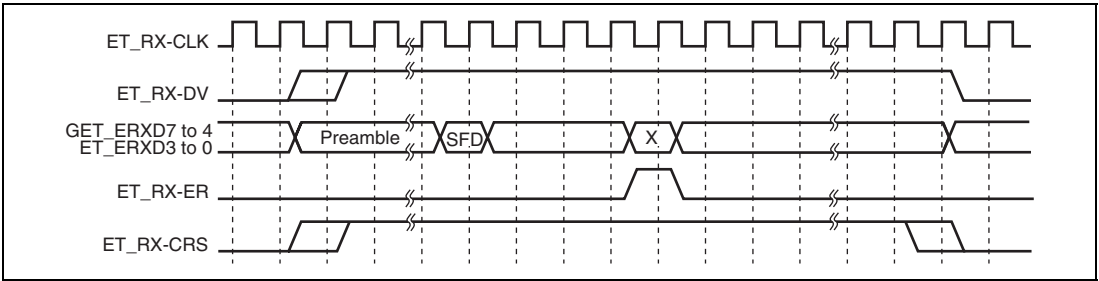 ET_RX-CLK
ET_RX-DV
GET_ERXD7 to 4
ET_ERXD3 to 0
Preamble
SFD
X
ET_RX-ER
ET_RX-CRS